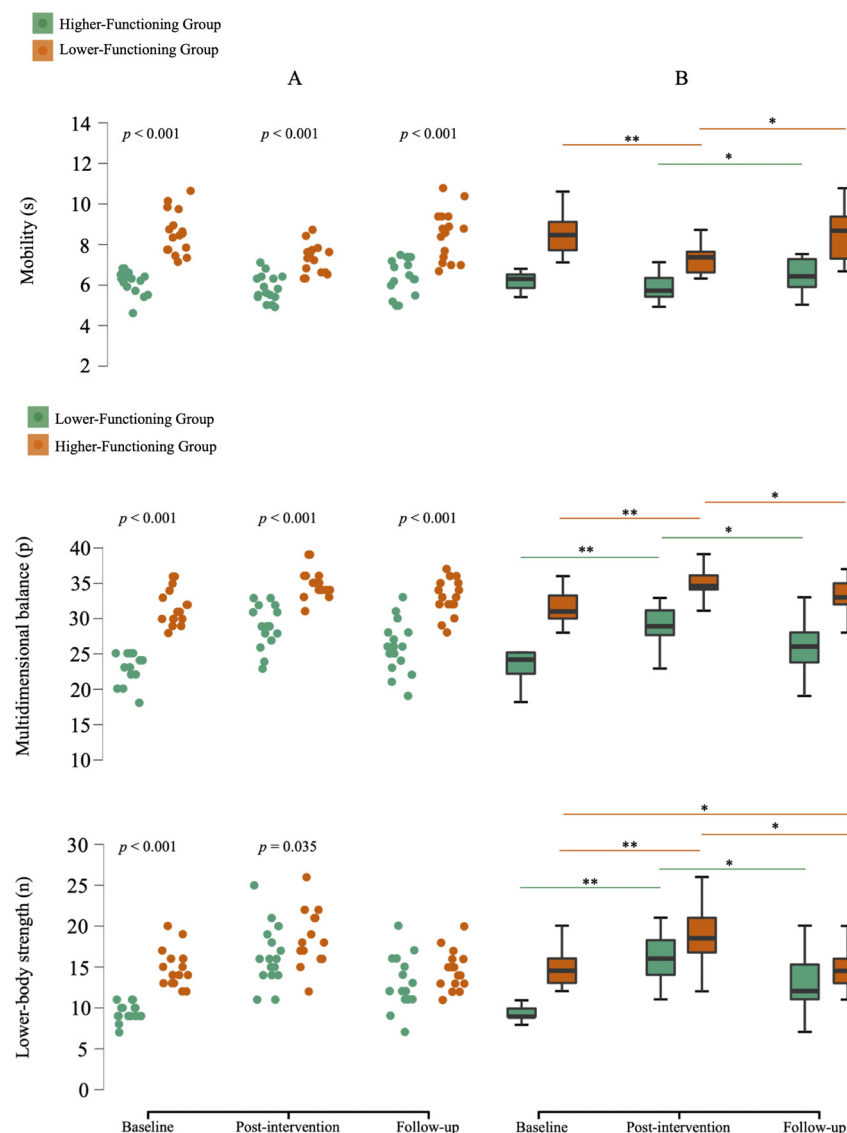 Higher-Functioning Group
Lower-Functioning Group
A
B
Mobility (s)
14
12
10
8
6
4
2
p < 0.001
p < 0.001
p < 0.001
**
*
*
Lower-Functioning Group
Higher-Functioning Group
Multidimensional balance (p)
40
35
30
25
20
15
10
p < 0.001
p < 0.001
p < 0.001
**
**
*
*
Lower-body strength (n)
30
25
20
15
10
5
0
p < 0.001
p = 0.035
*
**
*
**
*
Baseline
Post-intervention
Follow-up
Baseline
Post-intervention
Follow-up